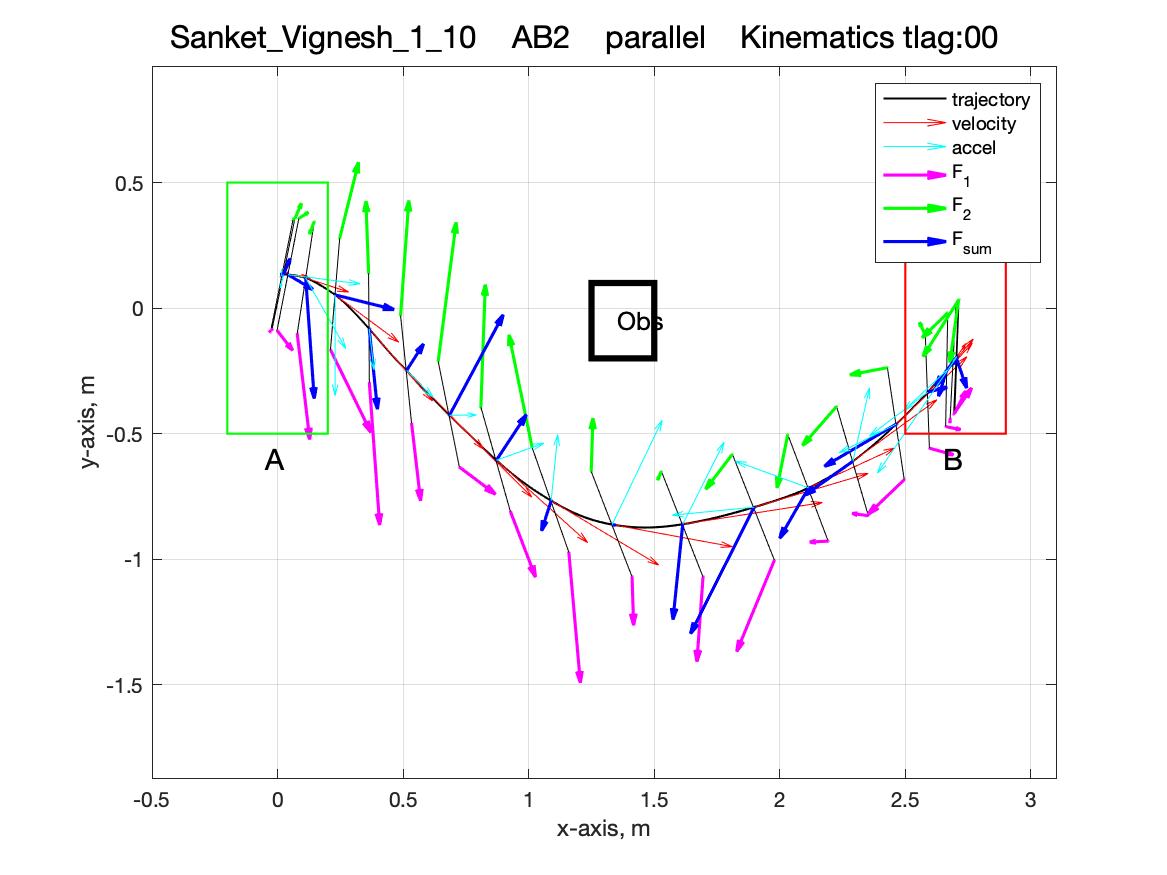 Sanket_Vignesh_1_10 AB2 parallel Kinematics tlag:00
trajectory
velocity
accel
F1
F2
Fsum
0.5
0
-0.5
-1
-1.5
y-axis, m
Obs
A
B
-0.5 0 0.5 1 1.5 2 2.5 3
x-axis, m